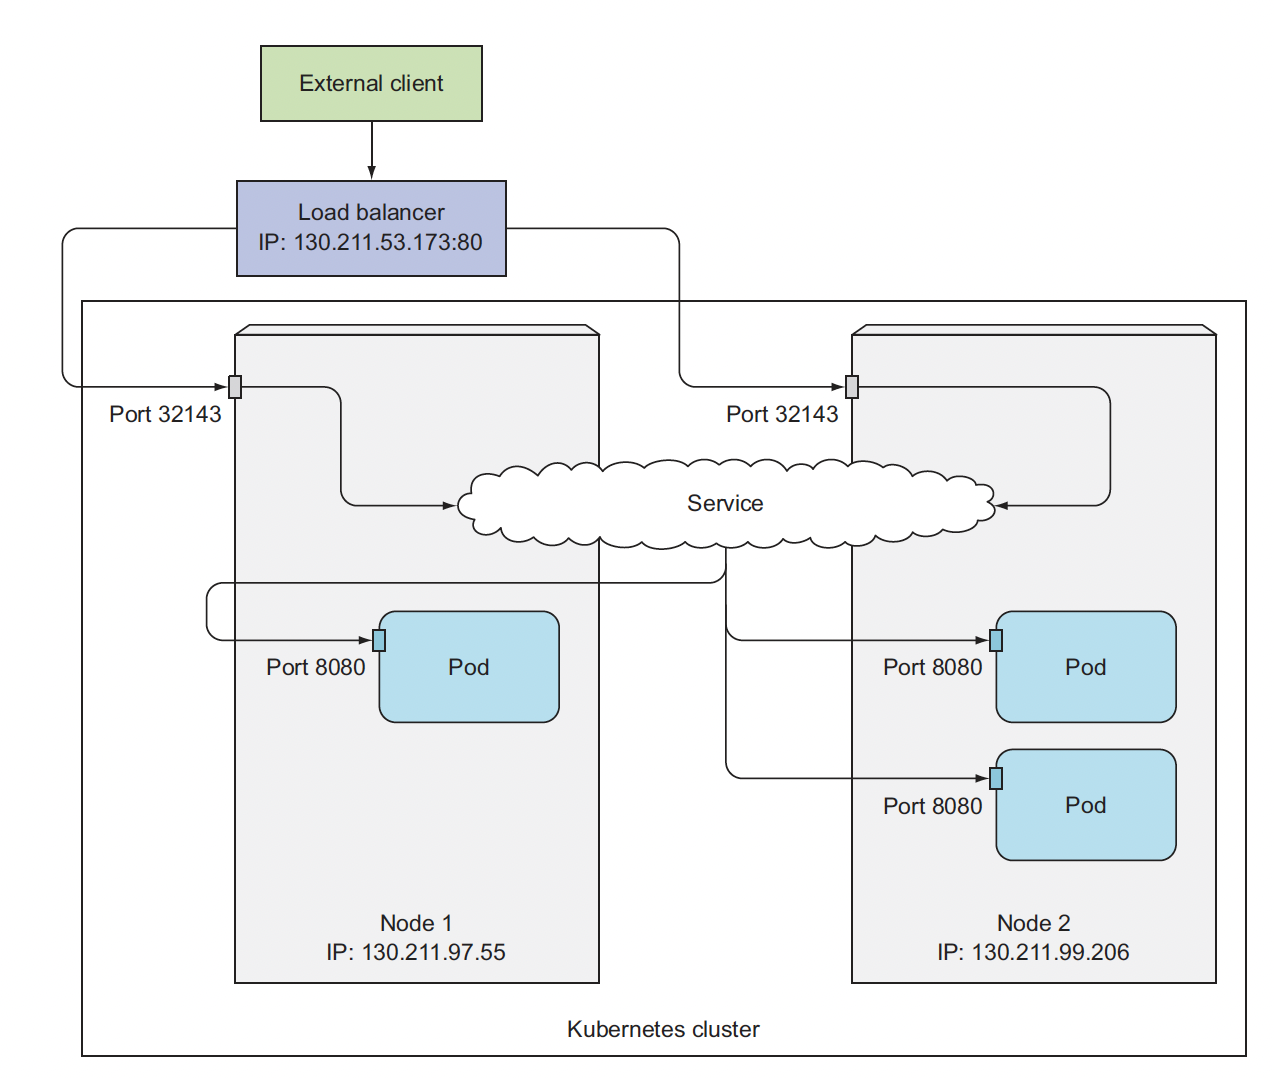 External client
Load balancer
IP: 130.211.53.173:80
Port 32143
Port 32143
Service
Port 8080
Pod
Port 8080
Pod
Port 8080
Pod
Node 1
IP: 130.211.97.55
Node 2
IP: 130.211.99.206
Kubernetes cluster